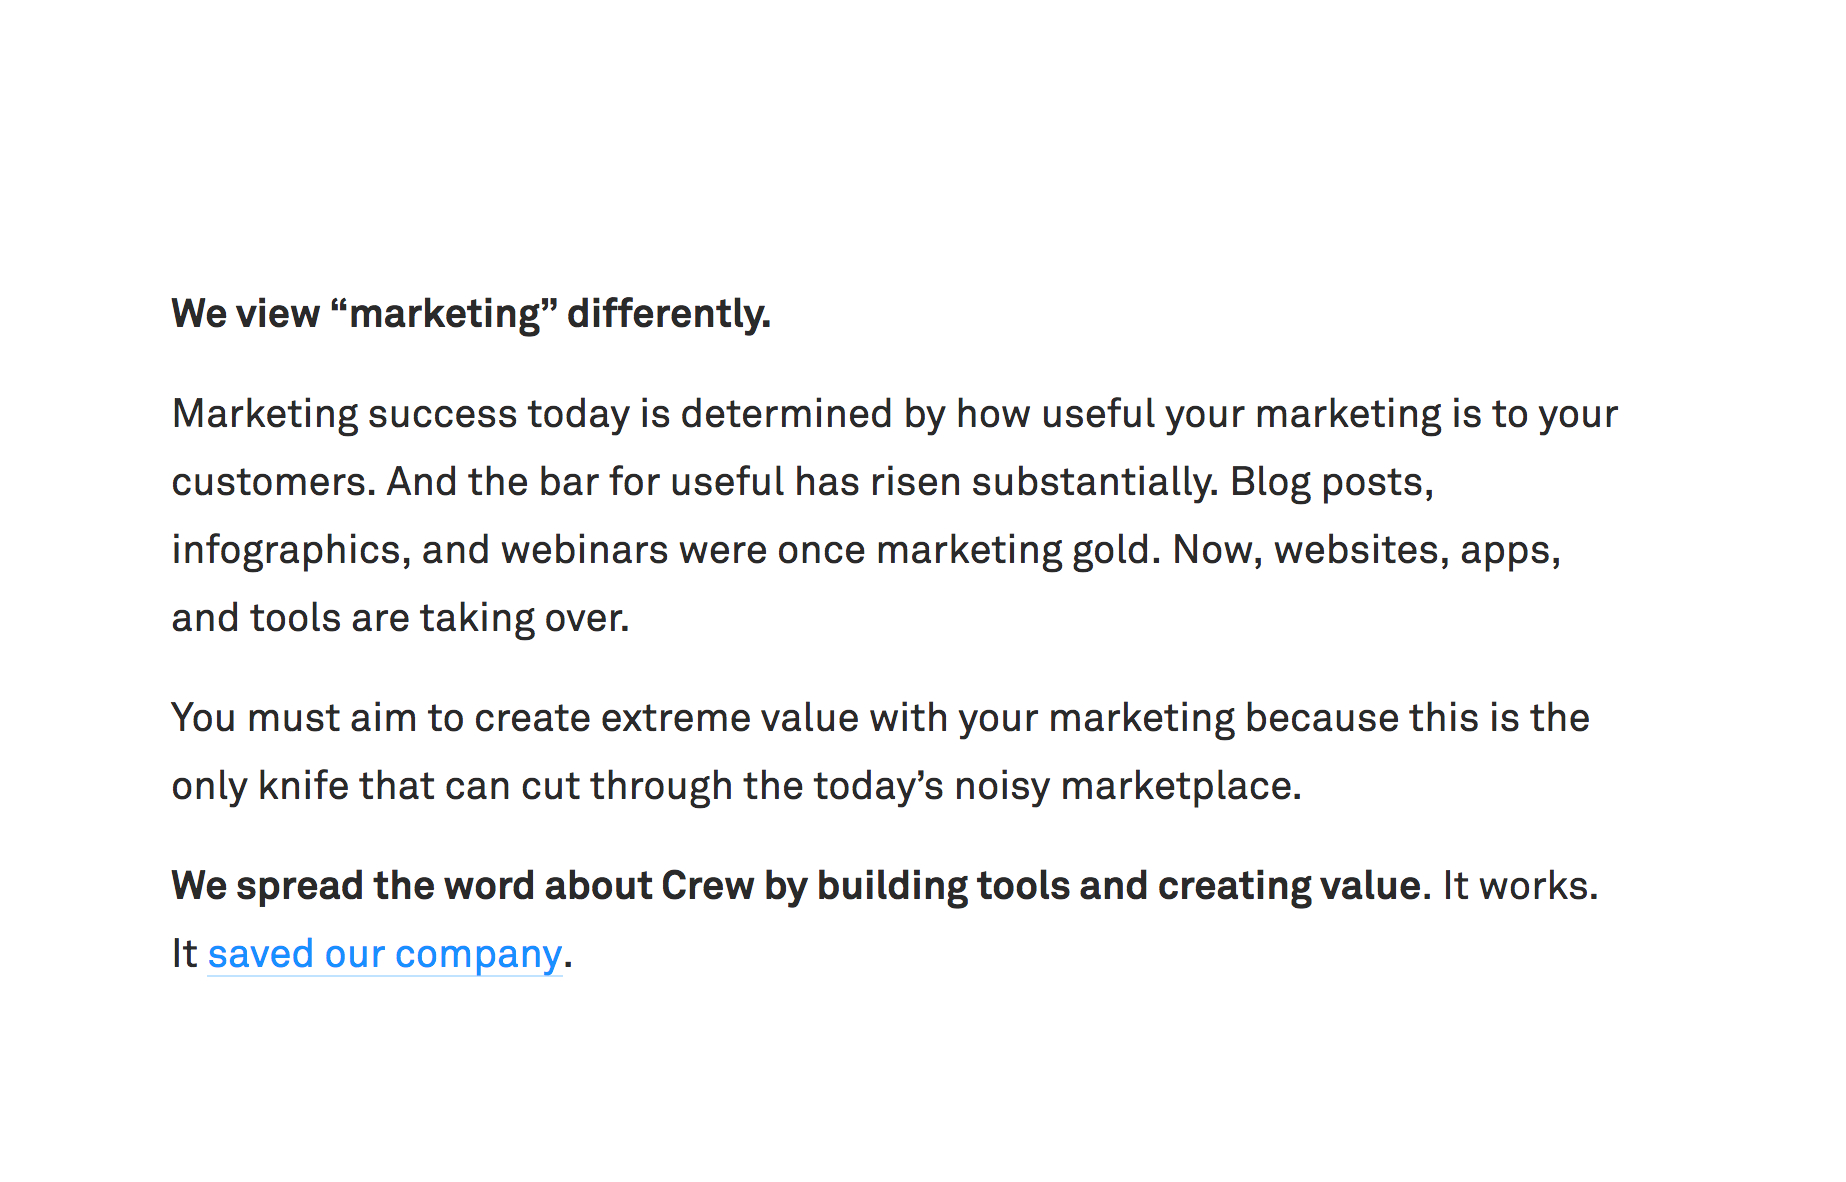 We view “marketing” differently.
Marketing success today is determined by how useful your marketing is to your
customers. And the bar for useful has risen substantially. Blog posts,
infographics, and webinars were once marketing gold. Now, websites, apps,
and tools are taking over.
You must aim to create extreme value with your marketing because this is the
only knife that can cut through the today’s noisy marketplace.
We spread the word about Crew by building tools and creating value. It works.
It saved our company.